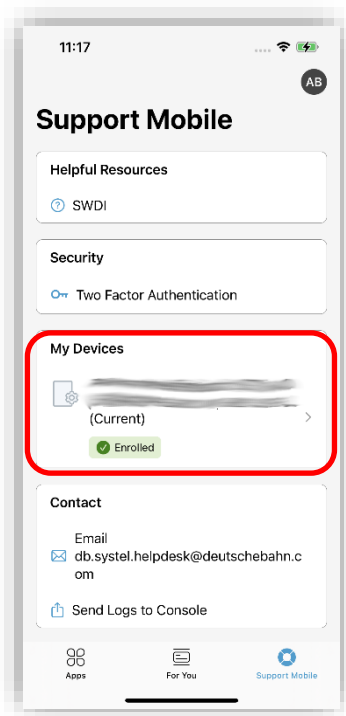 11:17
AB
Support Mobile
Helpful Resources
SWDI
Security
Two Factor Authentication
My Devices
(Current)
Enrolled
Contact
Email
db.systel.helpdesk@deutschebahn.c
om
Send Logs to Console
Apps
For You
Support Mobile